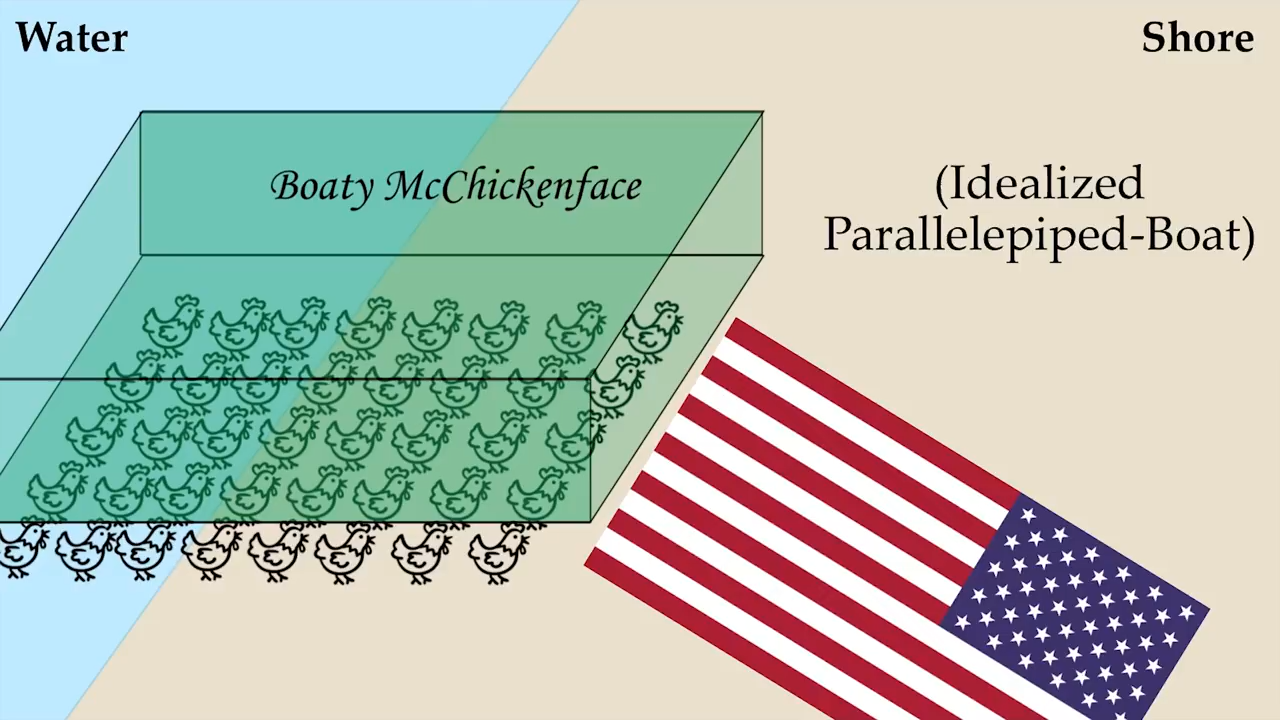 Water
Shore
Boaty McChickenface
(Idealized
Parallelepiped-Boat)